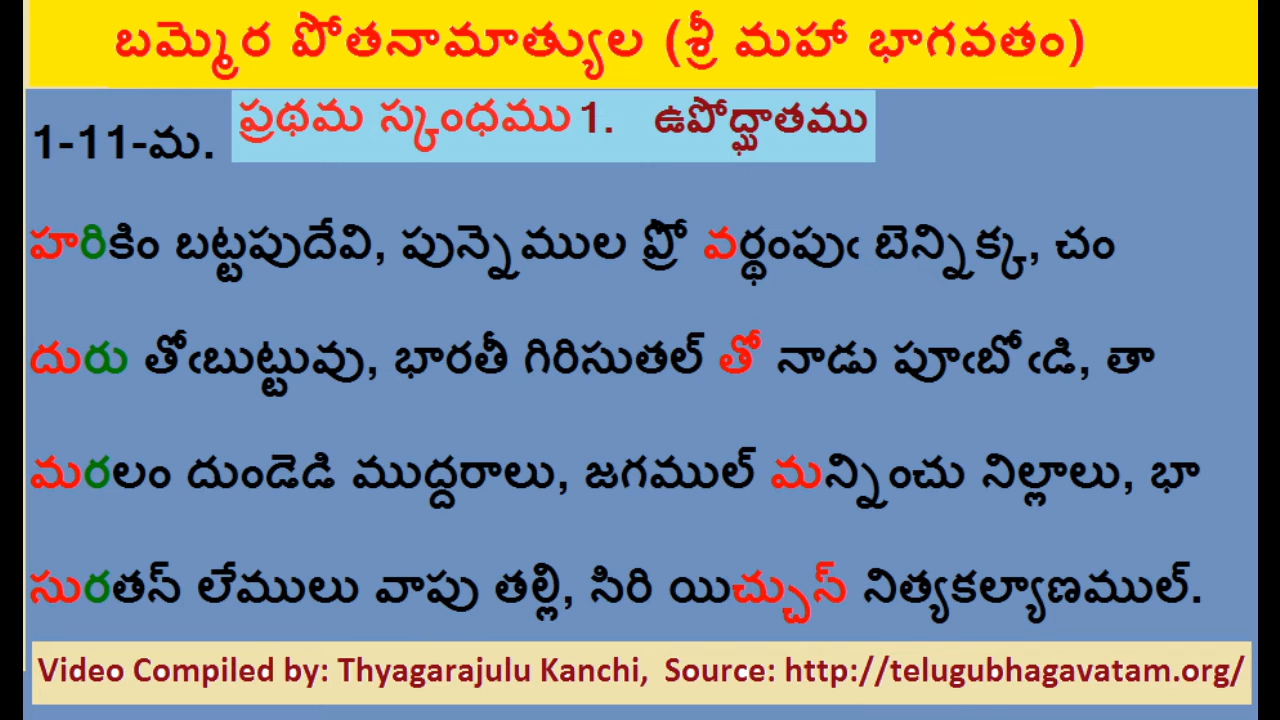 బమ్మెర పోతనామాత్యుల (శ్రీ మహా భాగవతం)
ప్రథమ స్కంధము 1. ఉపోద్ఘాతము
1-11-మ.
హరికిం బట్టపుదేవి, పున్నెముల ప్రో వర్థంపుఁ బెన్నిక్క, చం
దురు తోఁబుట్టువు, భారతీ గిరిసుతల్ తో నాడు పూఁబోఁడి, తా
మరలం దుండెడి ముద్దరాలు, జగముల్ మన్నించు నిల్లాలు, భా
సురతన్ లేములు వాపు తల్లి, సిరి యిచ్చున్ నిత్యకల్యాణముల్.
Video Compiled by: Thyagarajulu Kanchi, Source: http://telugubhagavatam.org/